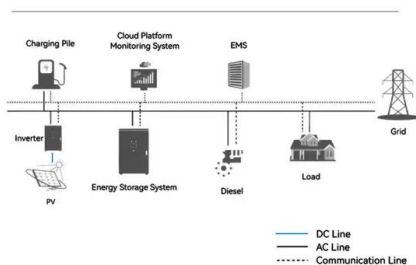 Charging Pile
Cloud Platform
Monitoring System
EMS
Grid
Inverter
PV
Energy Storage System
Diesel
Load
DC Line
AC Line
Communication Line